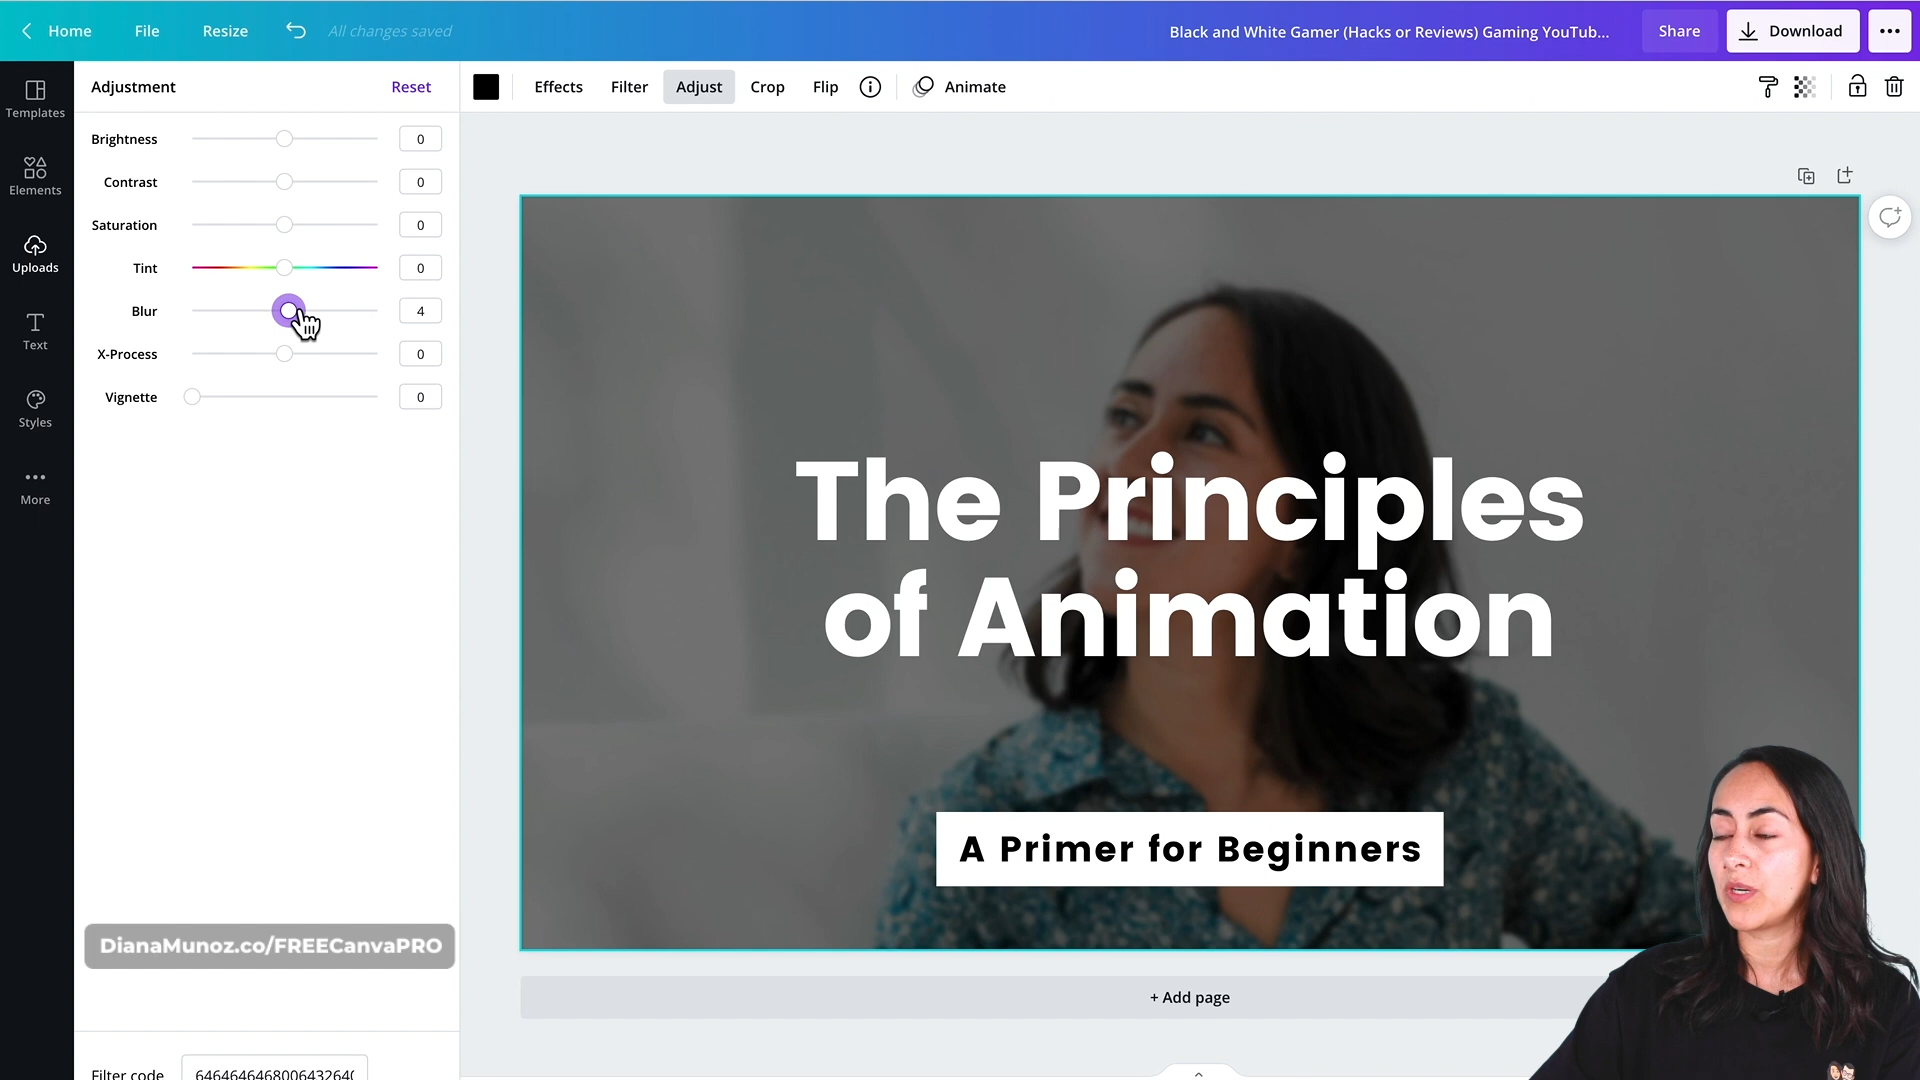 Home File Resize All changes saved Black and White Gamer (Hacks or Reviews) Gaming YouTub... Share Download
Adjustment Reset Effects Filter Adjust Crop Flip Animate
Templates
Elements
Uploads
Text
Styles
More
Brightness 0
Contrast 0
Saturation 0
Tint 0
Blur 4
X-Process 0
Vignette 0
The Principles
of Animation
A Primer for Beginners
DianaMunoz.co/FREECanvaPRO
+ Add page
Filter code